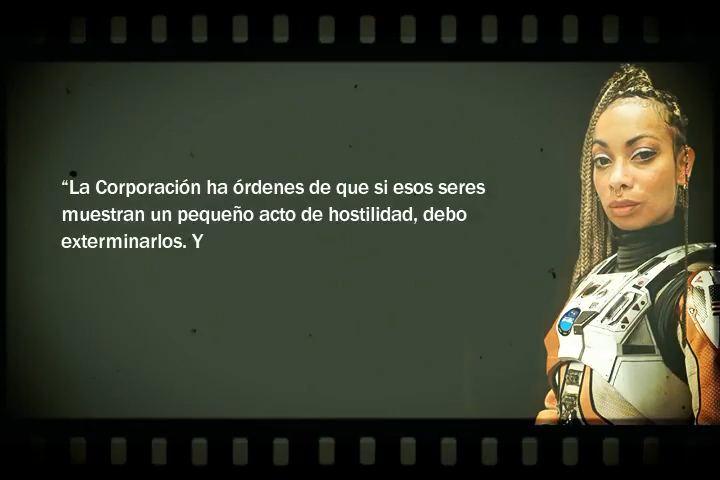 “La Corporación ha órdenes de que si esos seres
muestran un pequeño acto de hostilidad, debo
exterminarlos. Y